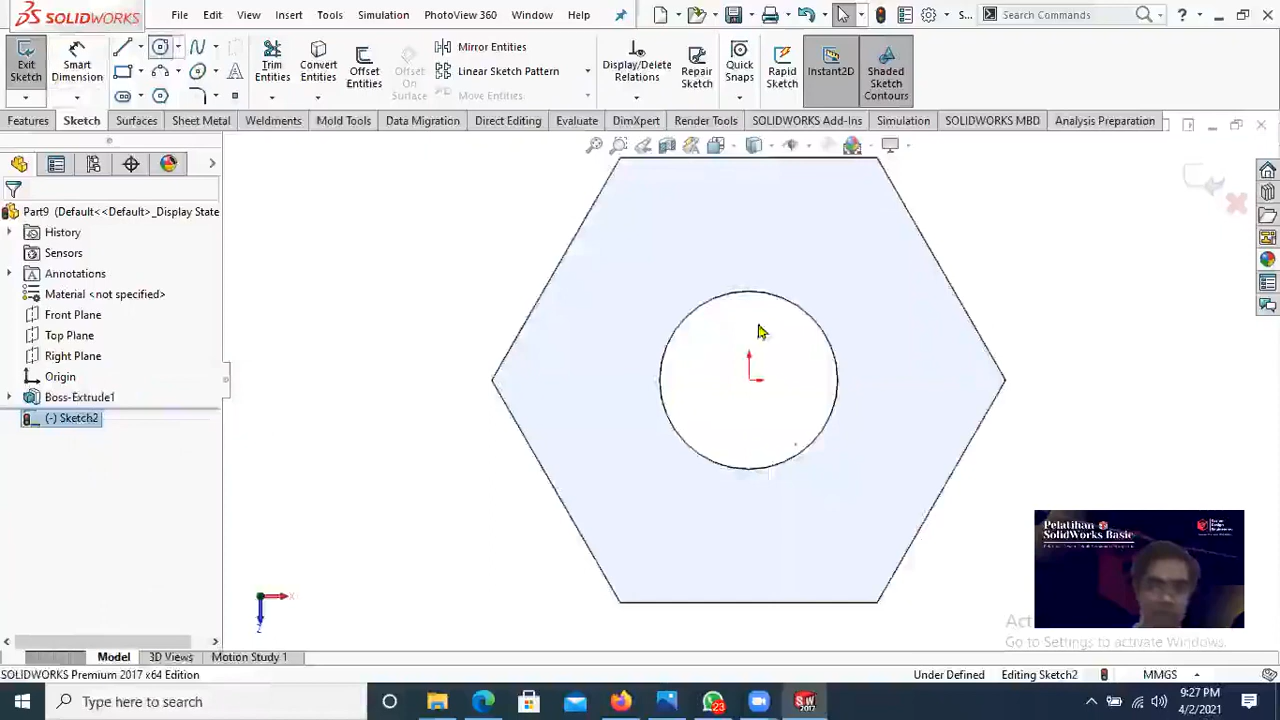 SOLIDWORKS
File Edit View Insert Tools Simulation PhotoView 360 Window Help
S...
Search Commands
Exit Sketch
Smart Dimension
Trim Entities
Convert Entities
Offset Entities
Offset On Surface
Mirror Entities
Linear Sketch Pattern
Move Entities
Display/Delete Relations
Repair Sketch
Quick Snaps
Rapid Sketch
Instant2D
Shaded Sketch Contours
Features Sketch Surfaces Sheet Metal Weldments Mold Tools Data Migration Direct Editing Evaluate DimXpert Render Tools SOLIDWORKS Add-Ins Simulation SOLIDWORKS MBD Analysis Preparation
Part9 (Default<<Default>_Display State
History
Sensors
Annotations
Material <not specified>
Front Plane
Top Plane
Right Plane
Origin
Boss-Extrude1
(-) Sketch2
Pelatihan
SolidWorks Basic
Go to Settings to activate Windows.
Model 3D Views Motion Study 1
SOLIDWORKS Premium 2017 x64 Edition
Under Defined Editing Sketch2 MMGS
Type here to search
23
SW
2017
9:27 PM
4/2/2021